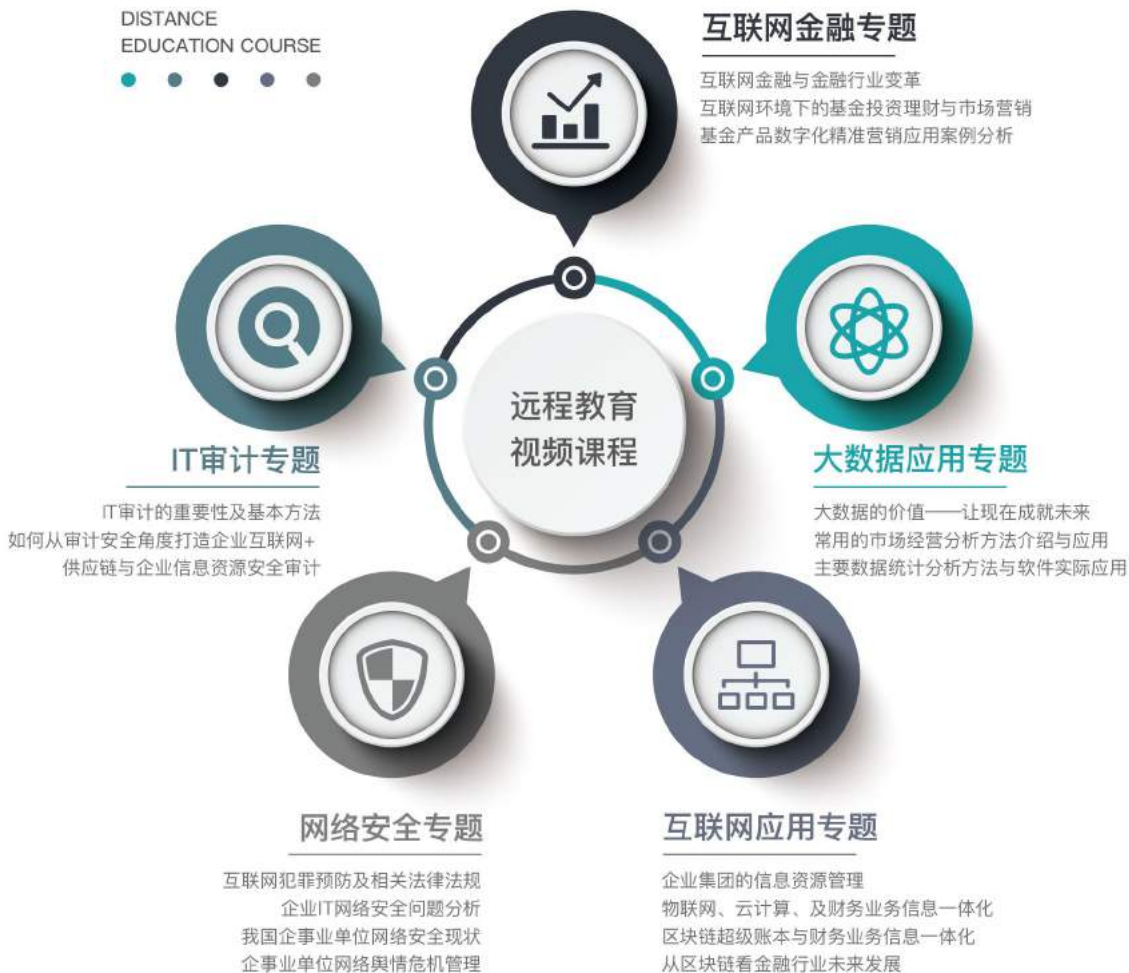 DISTANCE
EDUCATION COURSE
互联网金融专题
互联网金融与金融行业变革
互联网环境下的基金投资理财与市场营销
基金产品数字化精准营销应用案例分析
远程教育
视频课程
IT审计专题
IT审计的重要性及基本方法
如何从审计安全角度打造企业互联网+
供应链与企业信息资源安全审计
大数据应用专题
大数据的价值——让现在成就未来
常用的市场经营分析方法介绍与应用
主要数据统计分析方法与软件实际应用
网络安全专题
互联网犯罪预防及相关法律法规
企业IT网络安全问题分析
我国企事业单位网络安全现状
企事业单位网络舆情危机管理
互联网应用专题
企业集团的信息资源管理
物联网、云计算、及财务业务信息一体化
区块链超级账本与财务业务信息一体化
从区块链看金融行业未来发展